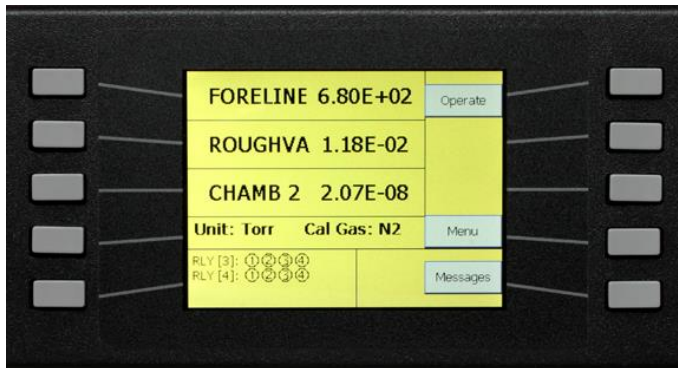 FORELINE 6.80E+02
Operate
ROUGHVA 1.18E-02
CHAMB 2 2.07E-08
Unit: Torr Cal Gas: N2
Menu
RLY [3]: ①②③④
RLY [4]: ①②③④
Messages